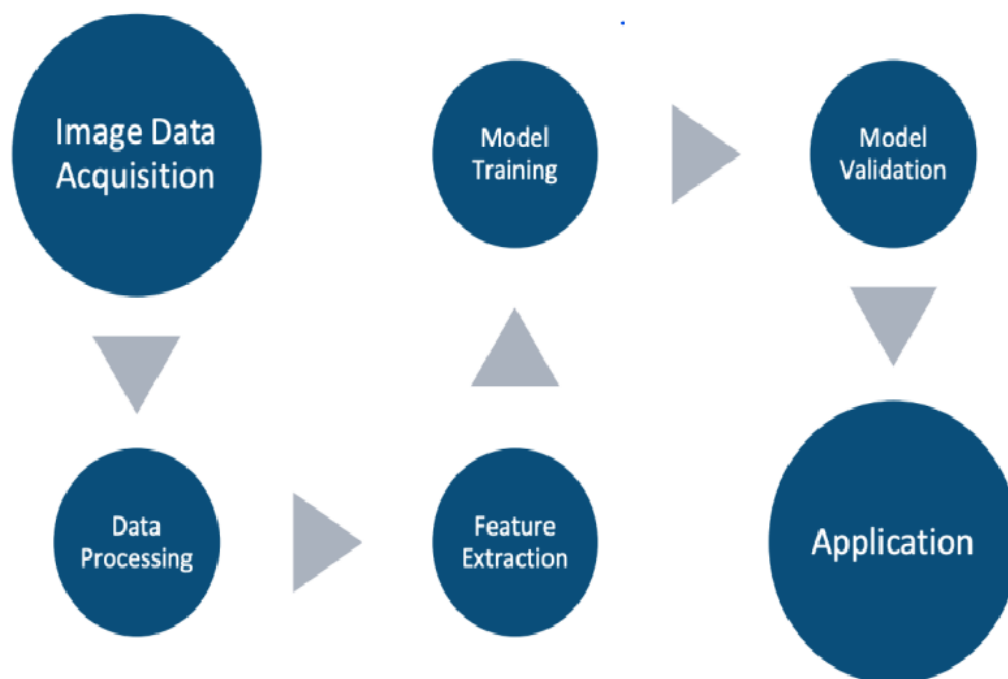 Image Data
Acquisition
Data
Processing
Feature
Extraction
Model
Training
Model
Validation
Application